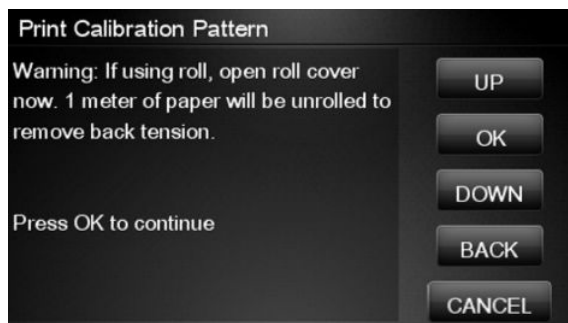 Print Calibration Pattern
Warning: If using roll, open roll cover
now. 1 meter of paper will be unrolled to
remove back tension.
Press OK to continue
UP
OK
DOWN
BACK
CANCEL